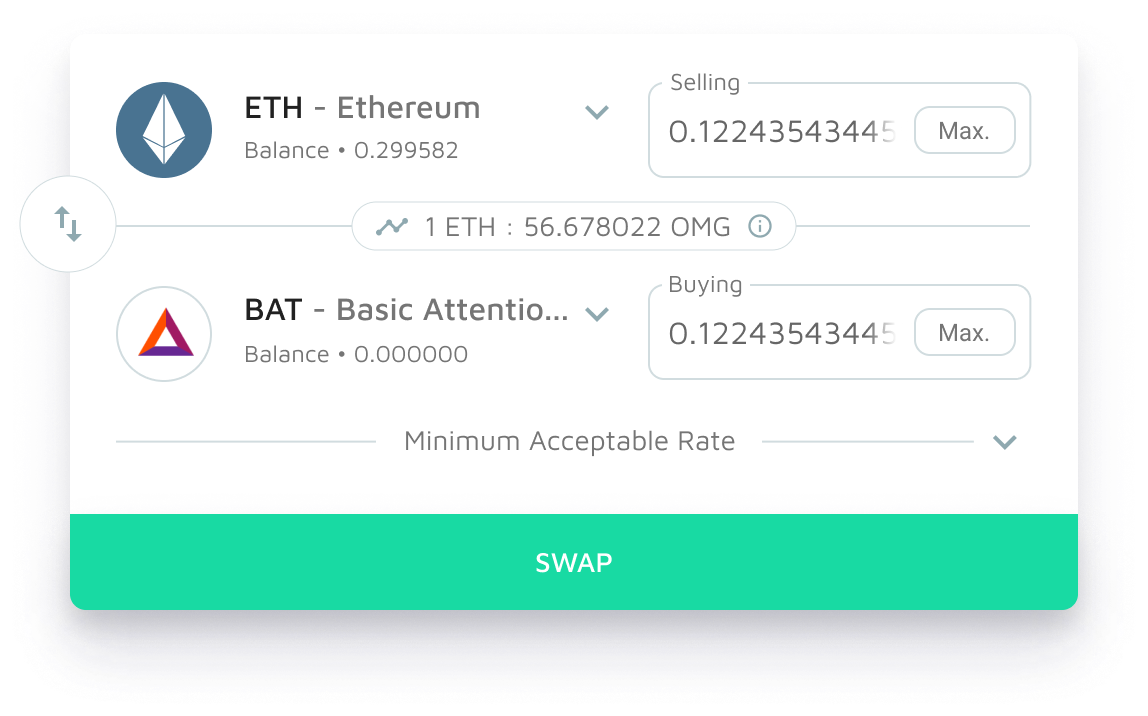 Selling
ETH - Ethereum
0.12243543445 Max.
Balance • 0.299582
1 ETH : 56.678022 OMG
Buying
BAT - Basic Attentio...
0.12243543445 Max.
Balance • 0.000000
Minimum Acceptable Rate
SWAP